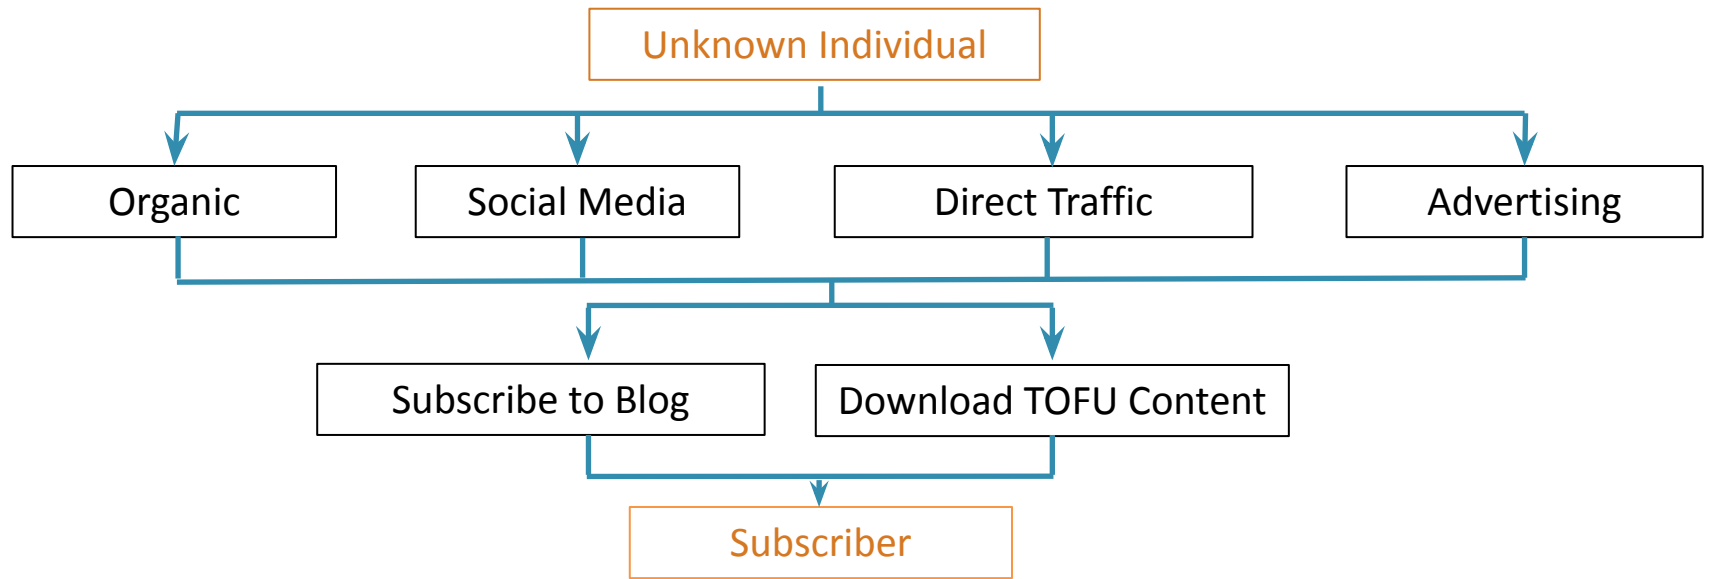 Unknown Individual
Organic
Social Media
Direct Traffic
Advertising
Subscribe to Blog
Download TOFU Content
Subscriber